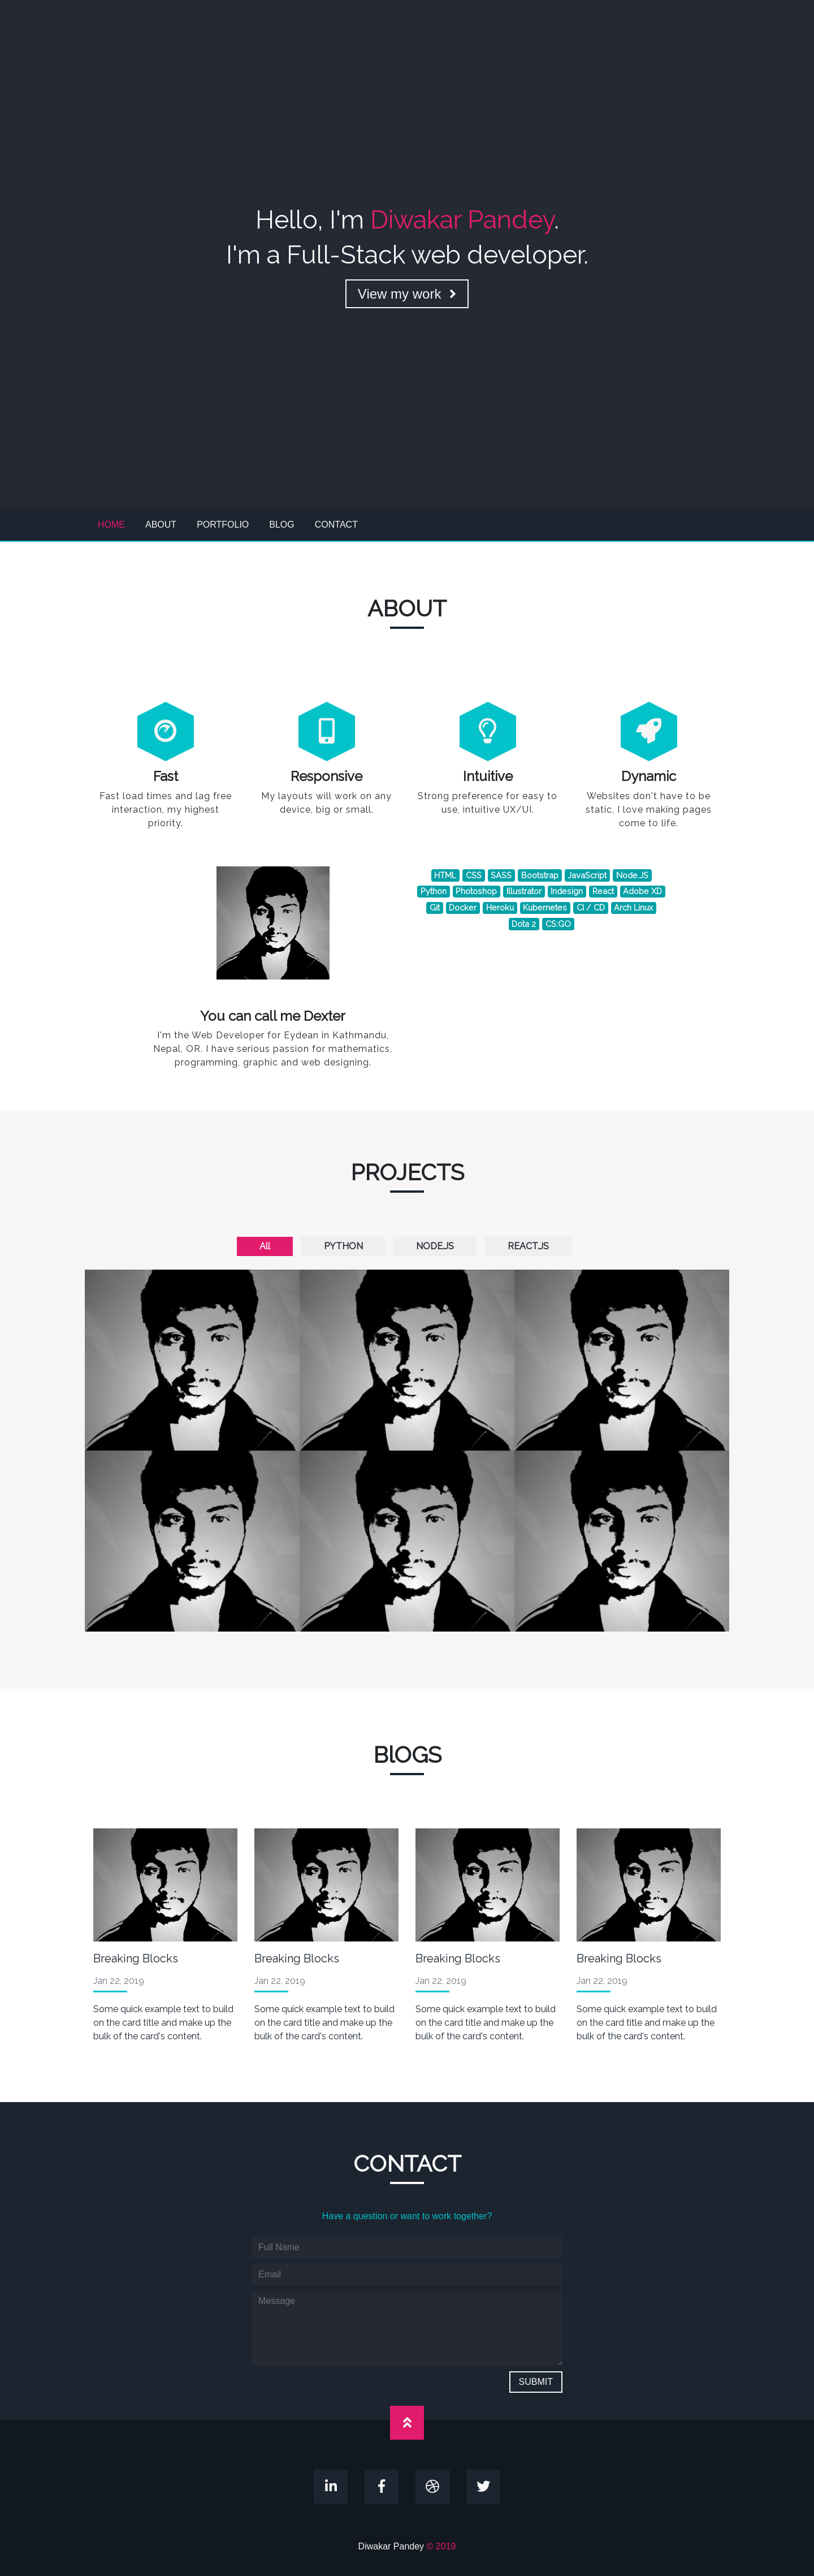 Hello, I'm Diwakar Pandey.
I'm a Full-Stack web developer.
View my work
HOME ABOUT PORTFOLIO BLOG CONTACT
ABOUT
Fast
Fast load times and lag free
interaction, my highest
priority.
Responsive
My layouts will work on any
device, big or small.
Intuitive
Strong preference for easy to
use, intuitive UX/UI.
Dynamic
Websites don't have to be
static, I love making pages
come to life.
You can call me Dexter
I'm the Web Developer for Eydean in Kathmandu,
Nepal, OR. I have serious passion for mathematics,
programming, graphic and web designing.
HTML CSS SASS Bootstrap JavaScript Node.JS
Python Photoshop Illustrator Indesign React Adobe XD
Git Docker Heroku Kubernetes CI / CD Arch Linux
Dota 2 CS:GO
PROJECTS
All PYTHON NODEJS REACTJS
BlOGS
Breaking Blocks
Jan 22, 2019
Some quick example text to build
on the card title and make up the
bulk of the card's content.
Breaking Blocks
Jan 22, 2019
Some quick example text to build
on the card title and make up the
bulk of the card's content.
Breaking Blocks
Jan 22, 2019
Some quick example text to build
on the card title and make up the
bulk of the card's content.
Breaking Blocks
Jan 22, 2019
Some quick example text to build
on the card title and make up the
bulk of the card's content.
CONTACT
Have a question or want to work together?
Full Name
Email
Message
SUBMIT
Diwakar Pandey © 2019